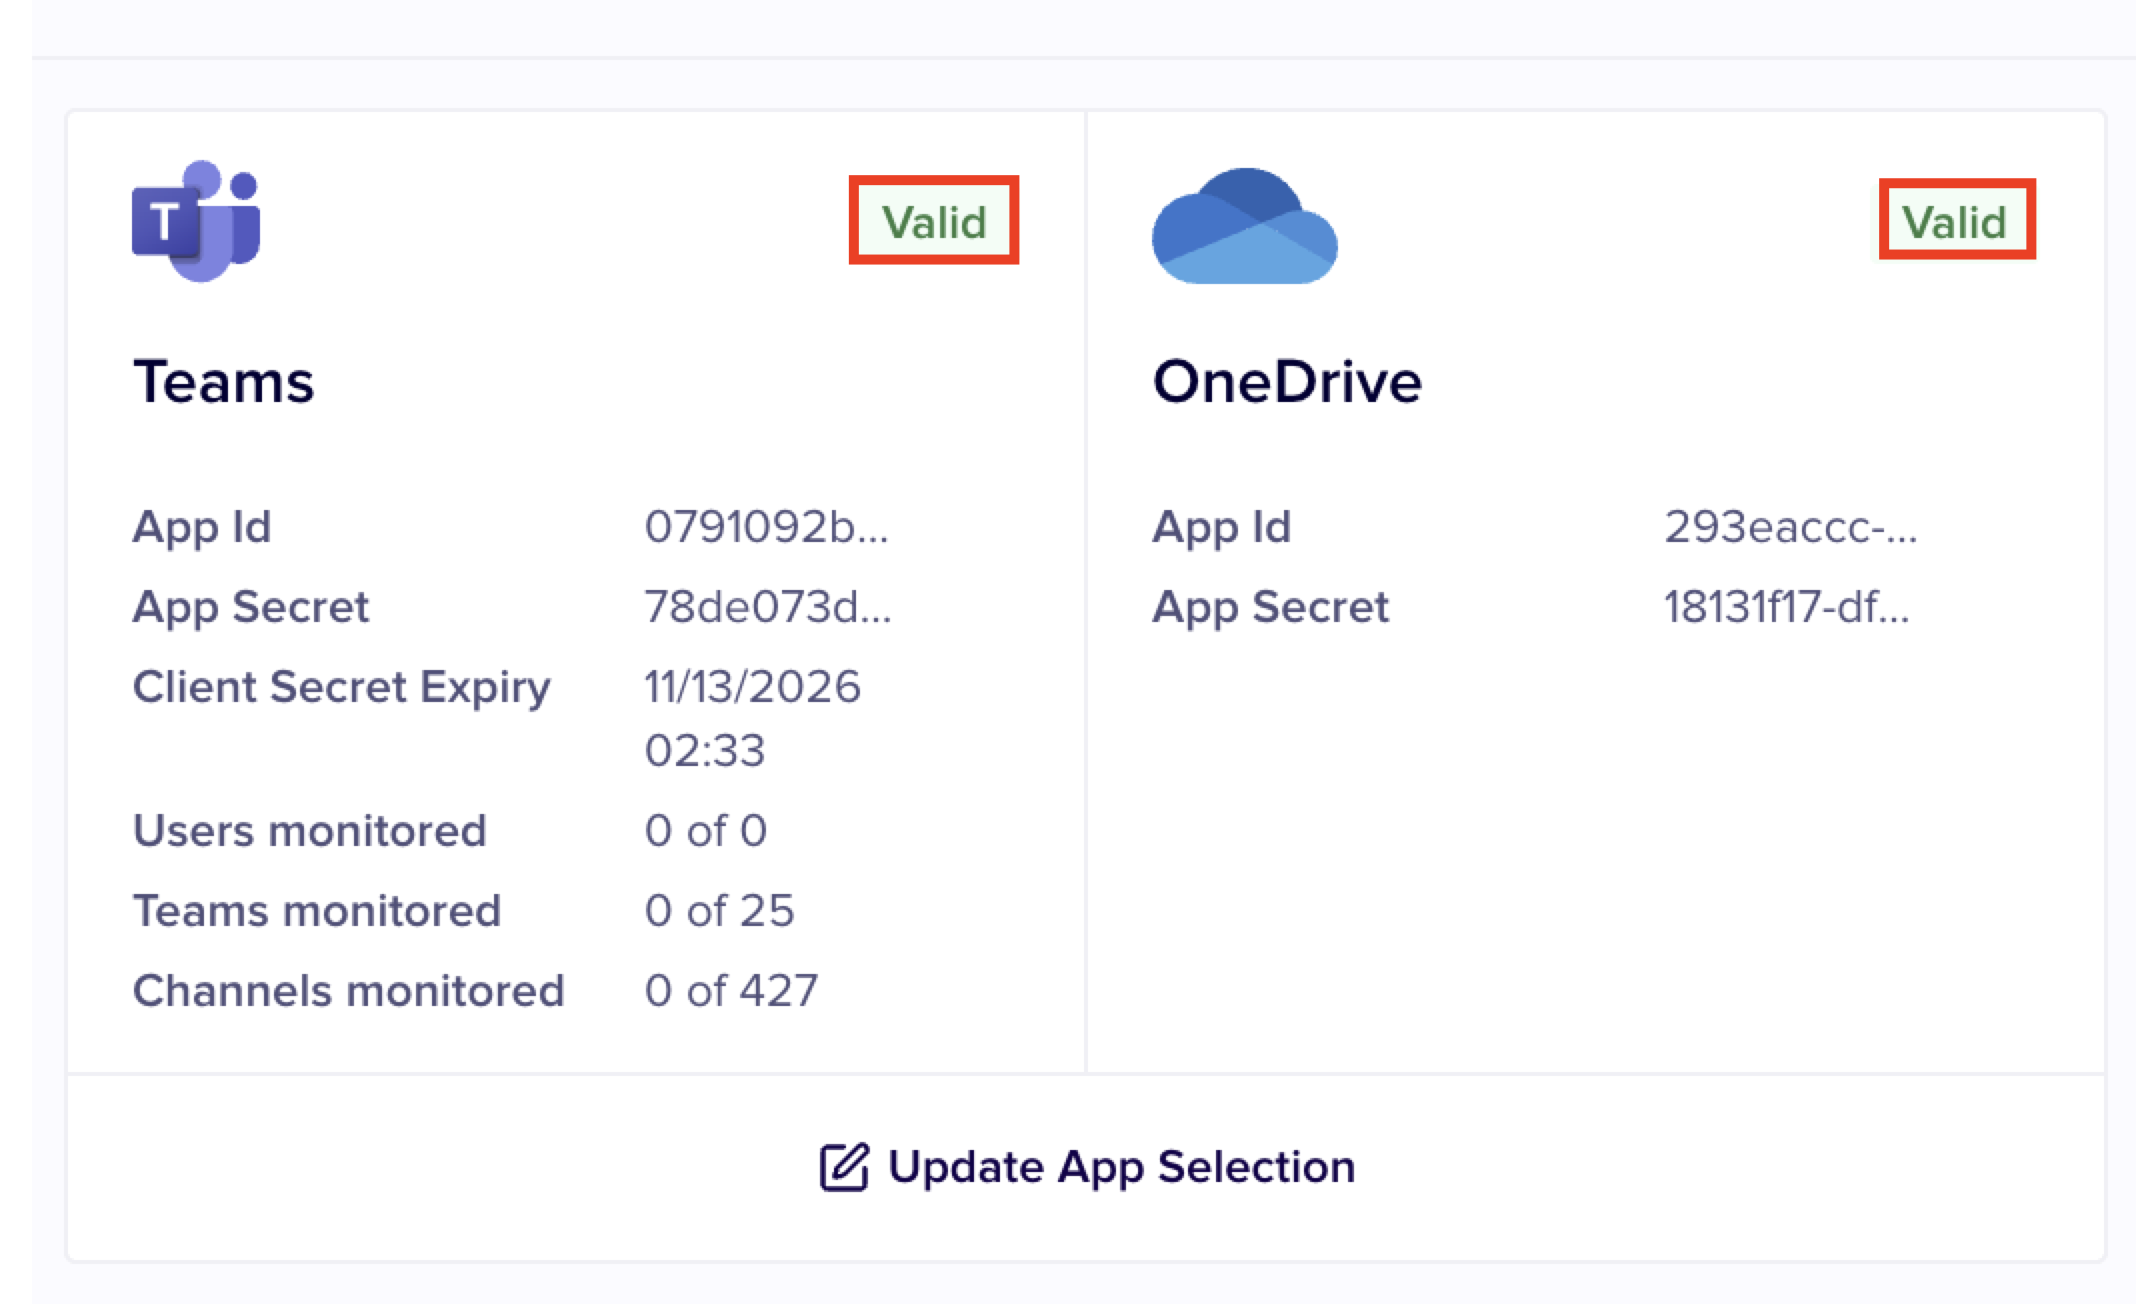 T
Valid
Teams
App Id 0791092b...
App Secret 78de073d...
Client Secret Expiry 11/13/2026
02:33
Users monitored 0 of 0
Teams monitored 0 of 25
Channels monitored 0 of 427
Valid
OneDrive
App Id 293eaccc-...
App Secret 18131f17-df...
Update App Selection